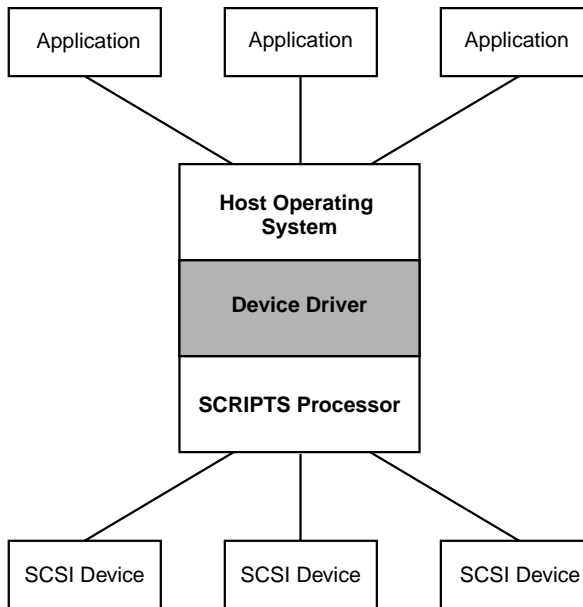 Application
Application
Application
Host Operating
System
Device Driver
SCRIPTS Processor
SCSI Device
SCSI Device
SCSI Device